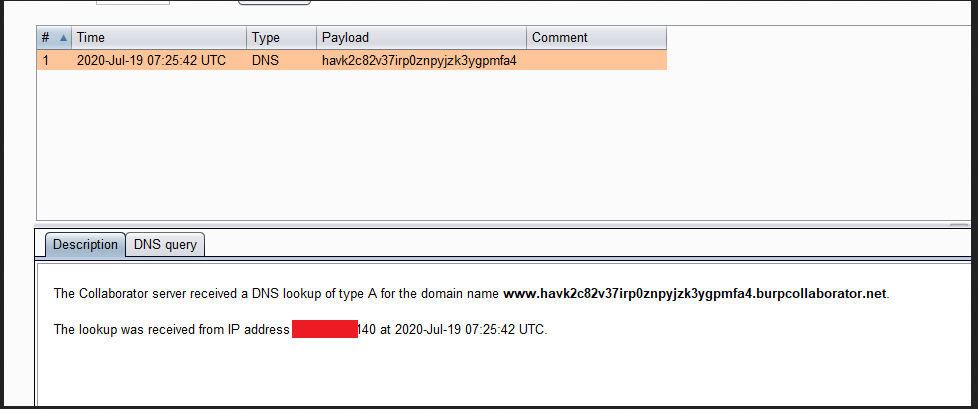 # Time Type Payload Comment
1 2020-Jul-19 07:25:42 UTC DNS havk2c82v37irp0znpyjzk3ygpmfa4
Description DNS query
The Collaborator server received a DNS lookup of type A for the domain name www.havk2c82v37irp0znpyjzk3ygpmfa4.burpcollaborator.net.
The lookup was received from IP address 140 at 2020-Jul-19 07:25:42 UTC.